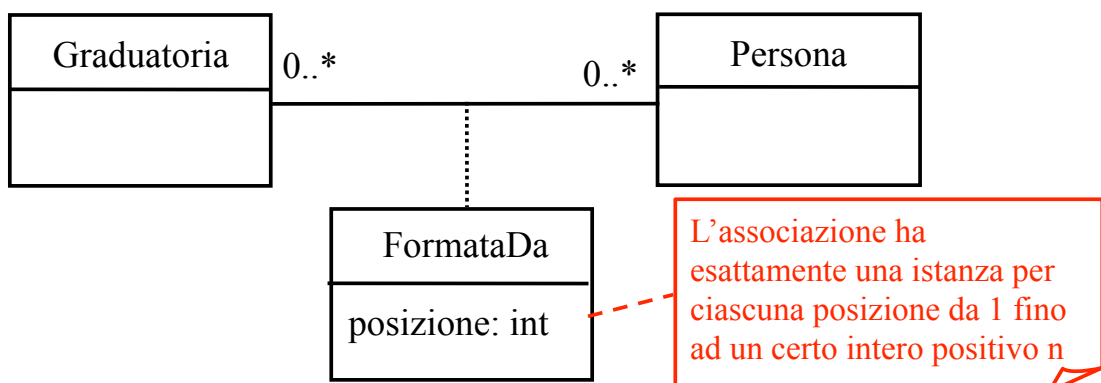 Graduatoria
0..*
0..*
Persona
FormataDa
posizione: int
L’associazione ha
esattamente una istanza per
ciascuna posizione da 1 fino
ad un certo intero positivo n